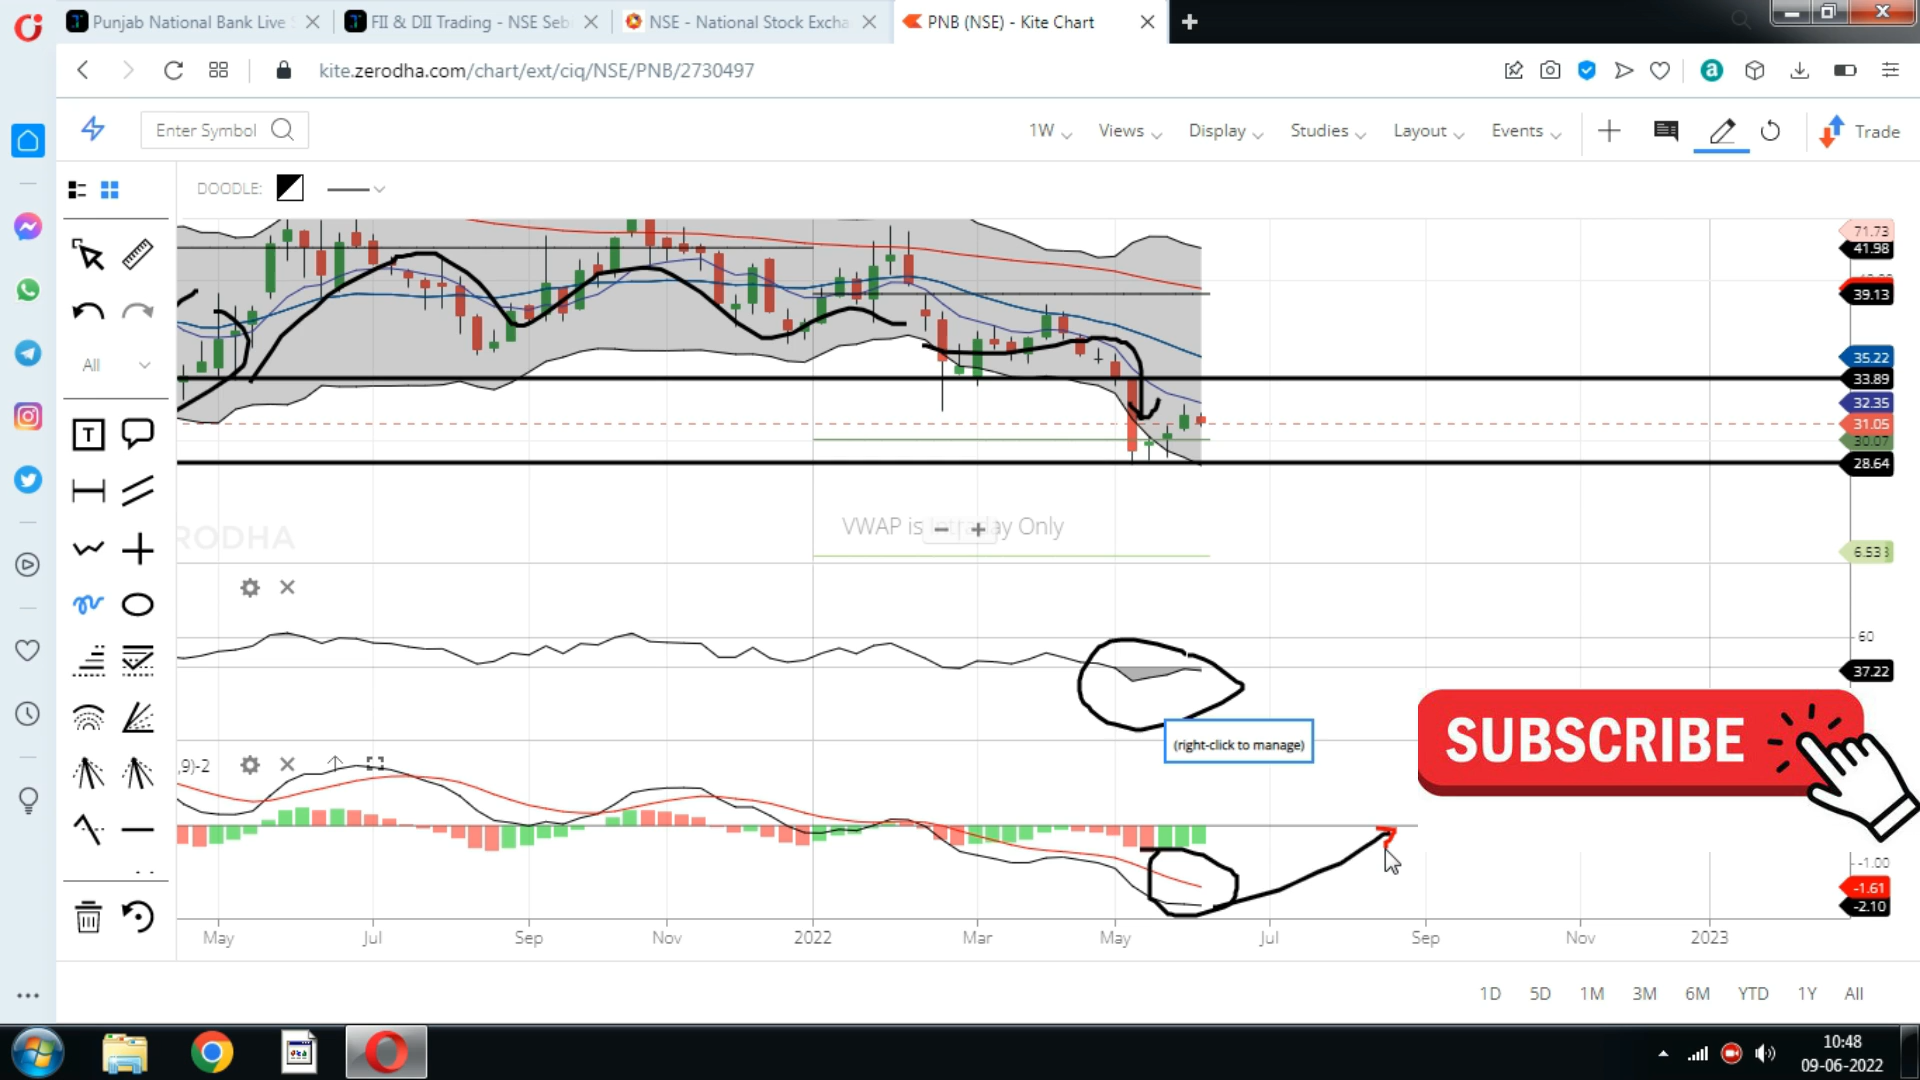 Punjab National Bank Live S
FII & DII Trading - NSE Seb
NSE - National Stock Excha
PNB (NSE) - Kite Chart
kite.zerodha.com/chart/ext/ciq/NSE/PNB/2730497
a
Enter Symbol
1W
Views
Display
Studies
Layout
Events
Trade
DOODLE:
All
T
71.73
41.98
39.13
35.22
33.89
32.35
31.05
30.07
28.64
RODHA
VWAP is Intraday Only
6.53
60
37.22
(right-click to manage)
SUBSCRIBE
,9)-2
-1.00
-1.61
-2.10
May Jul Sep Nov 2022 Mar May Jul Sep Nov 2023
1D 5D 1M 3M 6M YTD 1Y All
10:48
09-06-2022